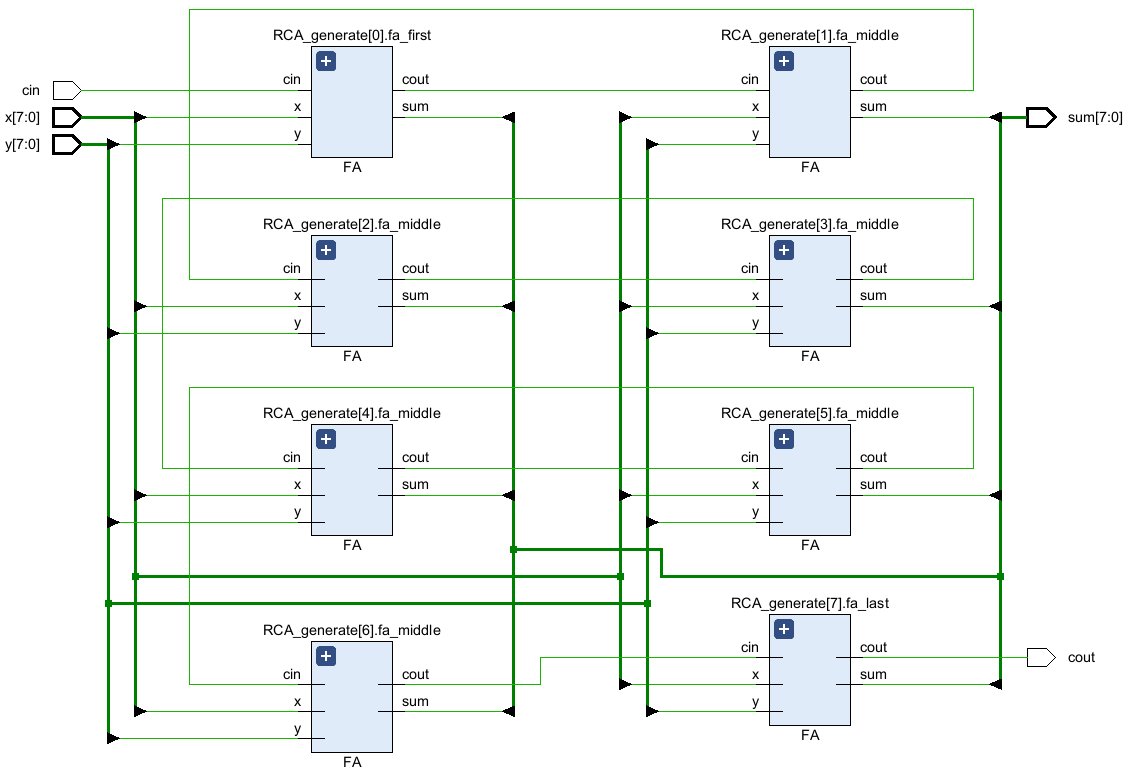 RCA_generate[0].fa_first
RCA_generate[1].fa_middle
cin
x[7:0]
y[7:0]
cin
x
y
cout
sum
FA
cin
x
y
cout
sum
FA
sum[7:0]
RCA_generate[2].fa_middle
RCA_generate[3].fa_middle
cin
x
y
cout
sum
FA
cin
x
y
cout
sum
FA
RCA_generate[4].fa_middle
RCA_generate[5].fa_middle
cin
x
y
cout
sum
FA
cin
x
y
cout
sum
FA
RCA_generate[6].fa_middle
RCA_generate[7].fa_last
cin
x
y
cout
sum
FA
cin
x
y
cout
sum
FA
cout